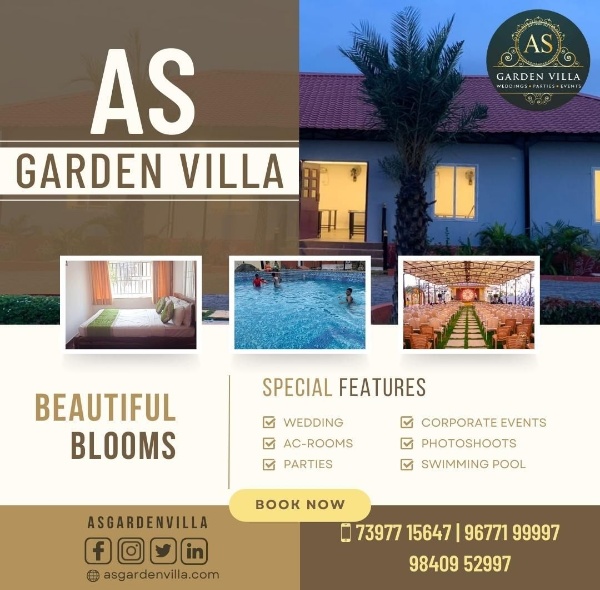 AS
GARDEN VILLA
AS
GARDEN VILLA
WEDDINGS • PARTIES • EVENTS
BEAUTIFUL
BLOOMS
SPECIAL FEATURES
WEDDING
AC-ROOMS
PARTIES
CORPORATE EVENTS
PHOTOSHOOTS
SWIMMING POOL
BOOK NOW
ASGARDENVILLA
asgardenvilla.com
73977 15647 | 96771 99997
98409 52997